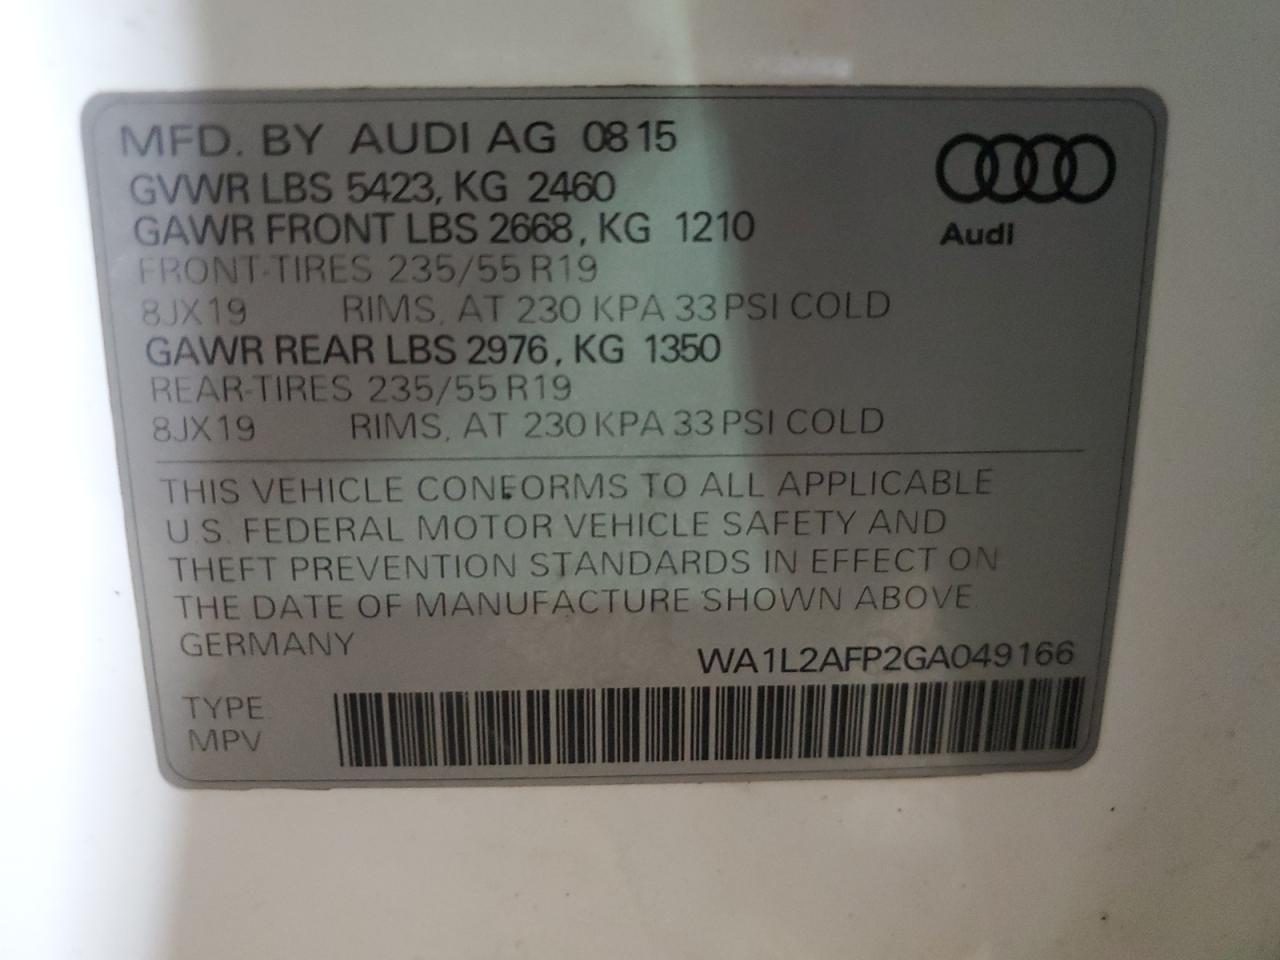 MFD. BY AUDI AG 0815
GVWR LBS 5423, KG 2460
GAWR FRONT LBS 2668, KG 1210
Audi
FRONT-TIRES 235/55 R19
8JX19 RIMS, AT 230 KPA 33 PSI COLD
GAWR REAR LBS 2976, KG 1350
REAR-TIRES 235/55 R19
8JX19 RIMS, AT 230 KPA 33 PSI COLD
THIS VEHICLE CONFORMS TO ALL APPLICABLE
U.S. FEDERAL MOTOR VEHICLE SAFETY AND
THEFT PREVENTION STANDARDS IN EFFECT ON
THE DATE OF MANUFACTURE SHOWN ABOVE.
GERMANY
WA1L2AFP2GA049166
TYPE
MPV